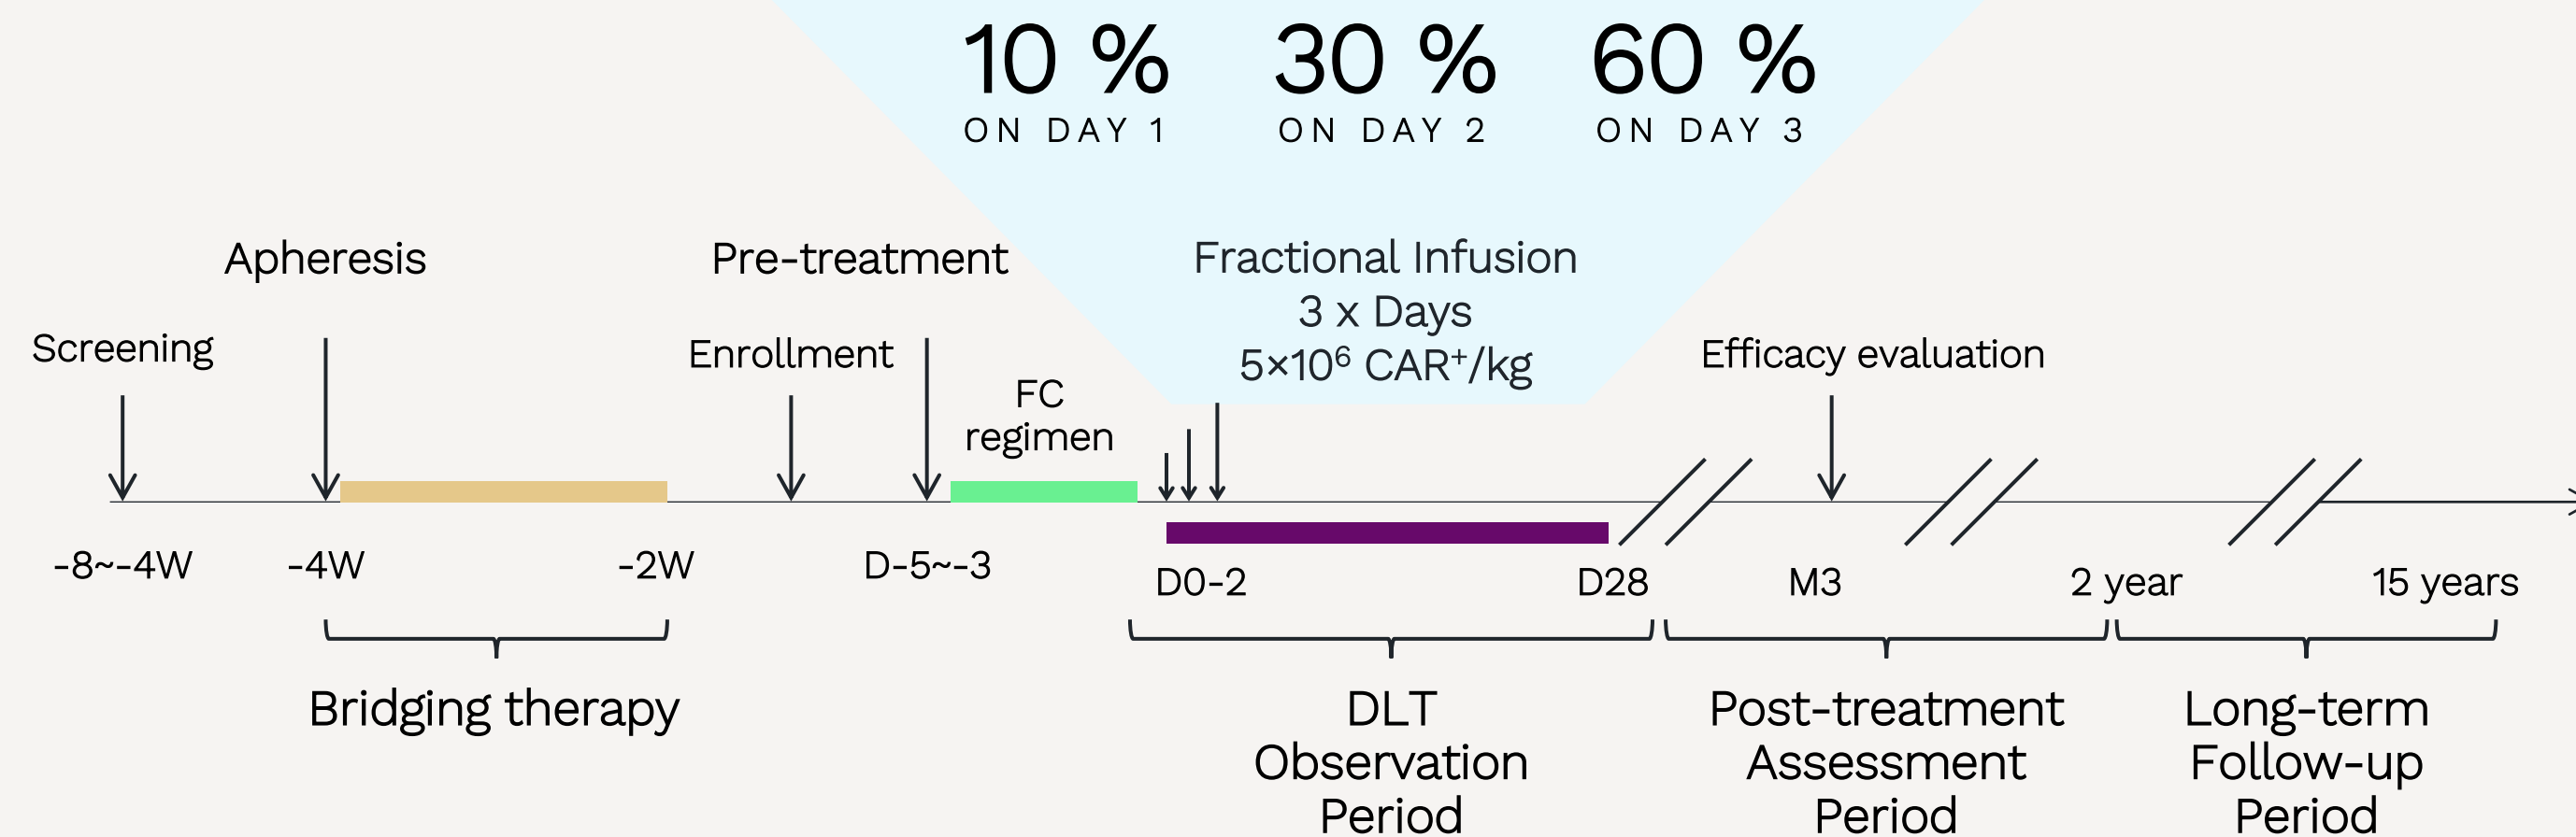 10 % 30 % 60 %
ON DAY 1 ON DAY 2 ON DAY 3
Apheresis
Pre-treatment
Fractional Infusion
3 x Days
5×10⁶ CAR⁺/kg
Screening
Enrollment
FC
regimen
Efficacy evaluation
-8~-4W
-4W
-2W
D-5~-3
D0-2
D28
M3
2 year
15 years
Bridging therapy
DLT
Observation
Period
Post-treatment
Assessment
Period
Long-term
Follow-up
Period